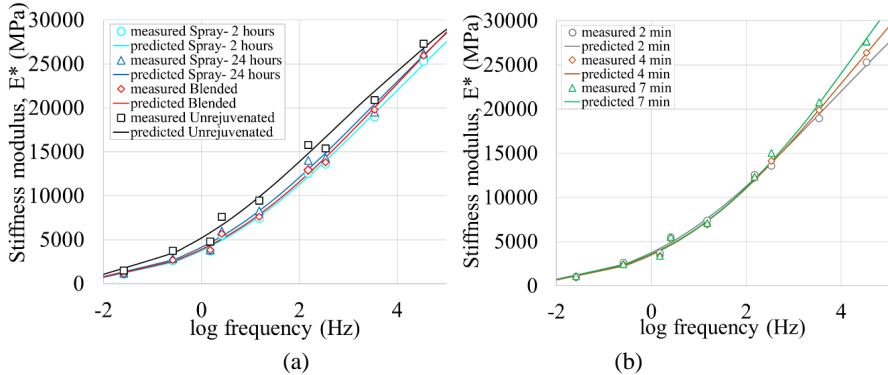 Stiffness modulus, E* (MPa)
30000
25000
20000
15000
10000
5000
0
measured Spray- 2 hours
predicted Spray- 2 hours
measured Spray- 24 hours
predicted Spray- 24 hours
measured Blended
predicted Blended
measured Unrejuvenated
predicted Unrejuvenated
-2 0 2 4
log frequency (Hz)
(a)
Stiffness modulus, E* (MPa)
30000
25000
20000
15000
10000
5000
0
measured 2 min
predicted 2 min
measured 4 min
predicted 4 min
measured 7 min
predicted 7 min
-2 0 2 4
log frequency (Hz)
(b)